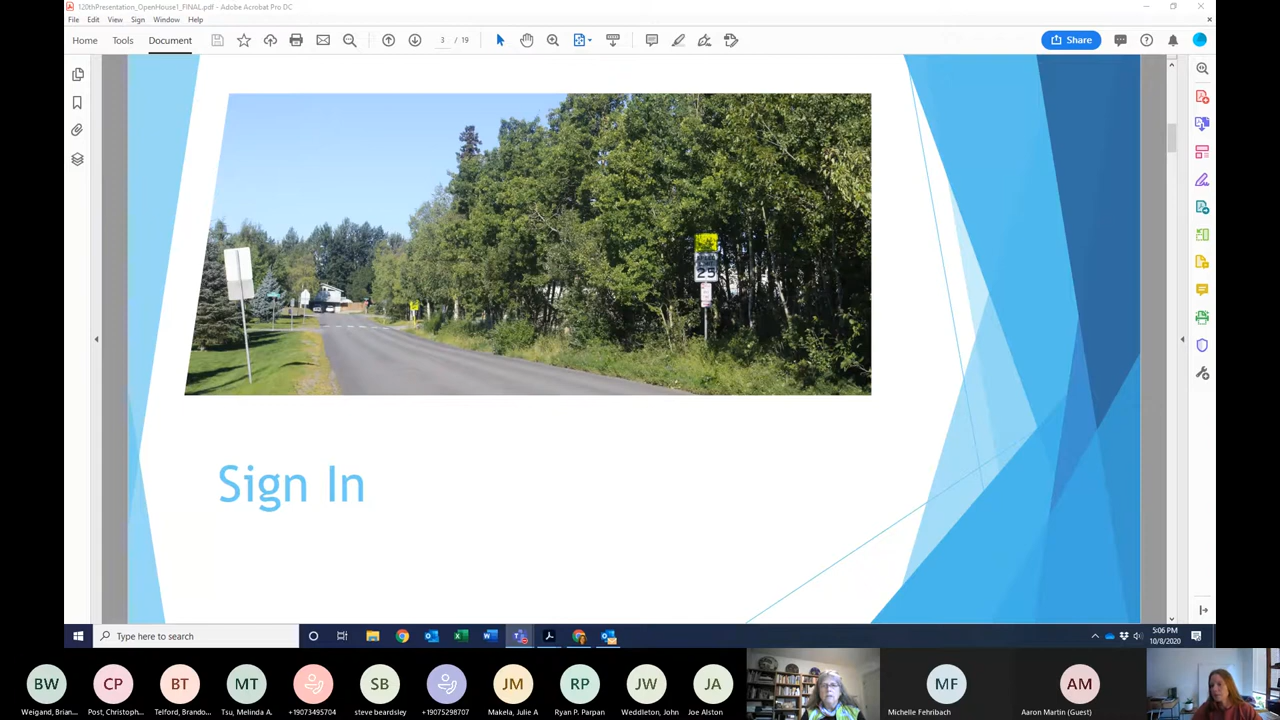 120thPresentation_OpenHouse1_FINAL.pdf - Adobe Acrobat Pro DC
File Edit View Sign Window Help
Home Tools Document 3 / 19 Share
25
Sign In
Type here to search
5:06 PM
10/8/2020
BW CP BT MT SB JM RP JW JA MF AM
Weigand, Brian... Post, Christoph... Telford, Brando... Tsu, Melinda A. +19073495704 steve beardsley +19075298707 Makela, Julie A Ryan P. Parpan Weddleton, John Joe Alston Michelle Fehribach Aaron Martin (Guest)